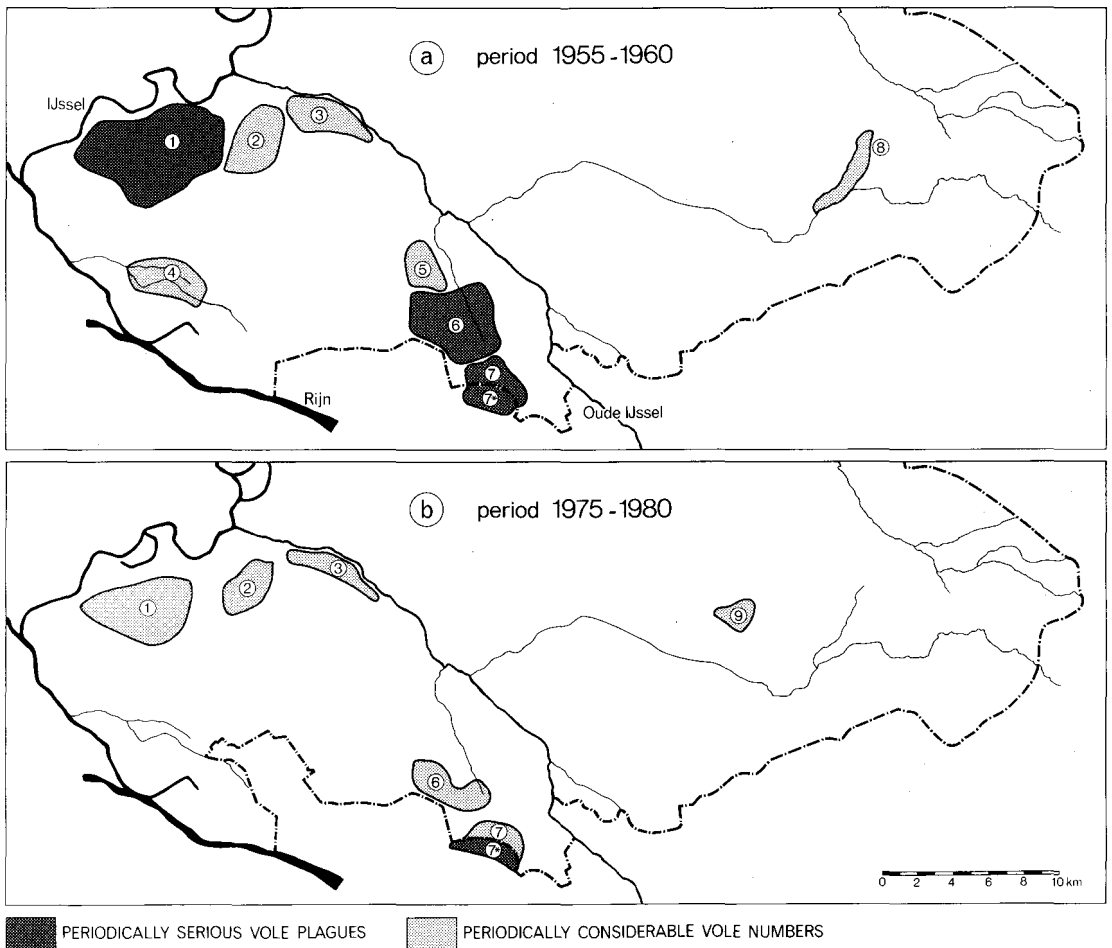 a period 1955-1960
IJssel
1
2
3
8
4
5
6
7
7*
Rijn
Oude IJssel
b period 1975-1980
1
2
3
9
6
7
7*
0 2 4 6 8 10 km
PERIODICALLY SERIOUS VOLE PLAGUES
PERIODICALLY CONSIDERABLE VOLE NUMBERS